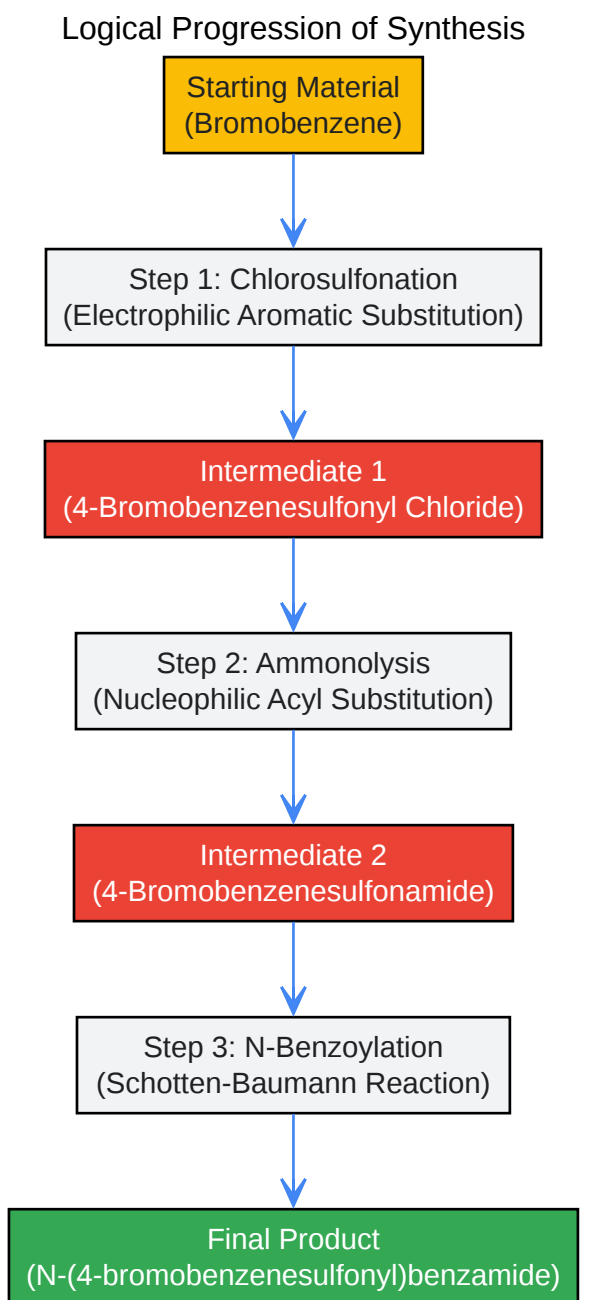 Logical Progression of Synthesis
Starting Material
(Bromobenzene)
Step 1: Chlorosulfonation
(Electrophilic Aromatic Substitution)
Intermediate 1
(4-Bromobenzenesulfonyl Chloride)
Step 2: Ammonolysis
(Nucleophilic Acyl Substitution)
Intermediate 2
(4-Bromobenzenesulfonamide)
Step 3: N-Benzoylation
(Schotten-Baumann Reaction)
Final Product
(N-(4-bromobenzenesulfonyl)benzamide)